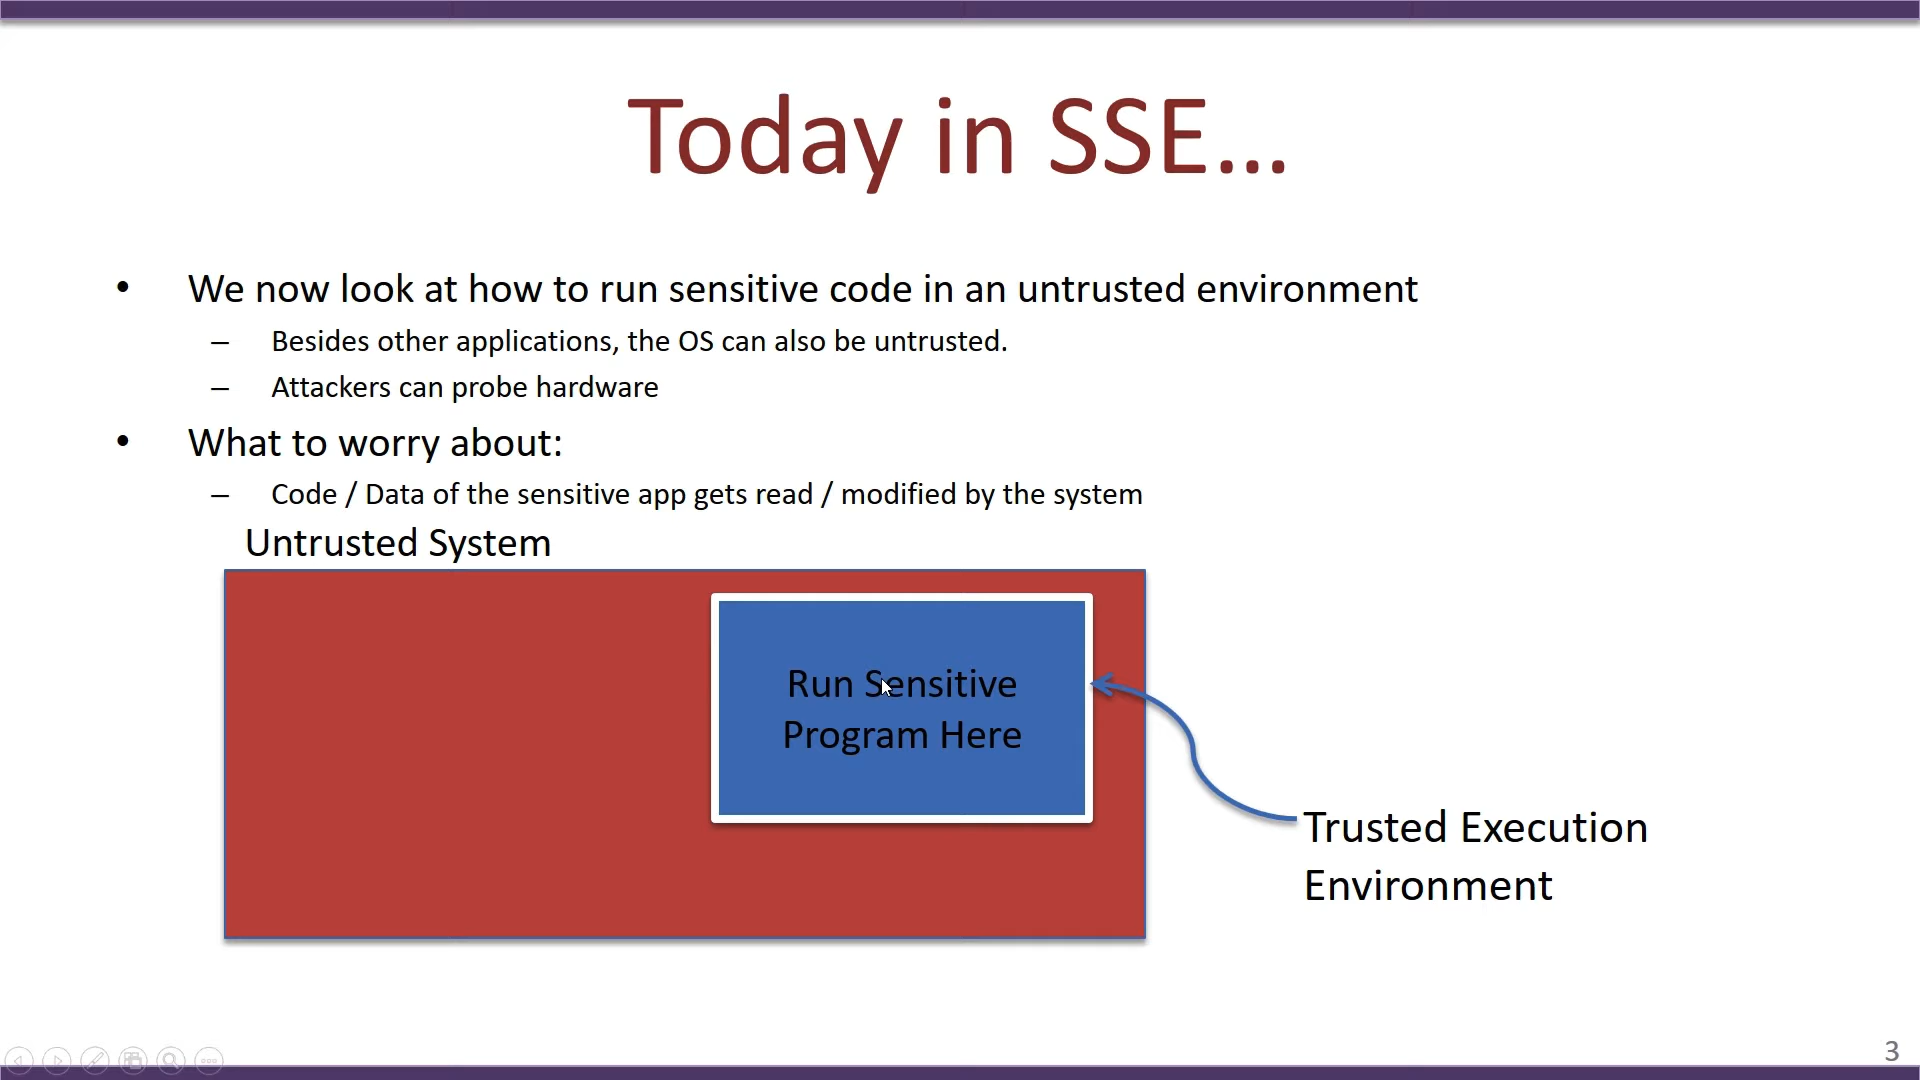 Today in SSE...
• We now look at how to run sensitive code in an untrusted environment
– Besides other applications, the OS can also be untrusted.
– Attackers can probe hardware
• What to worry about:
– Code / Data of the sensitive app gets read / modified by the system
Untrusted System
Run Sensitive
Program Here
Trusted Execution
Environment
3